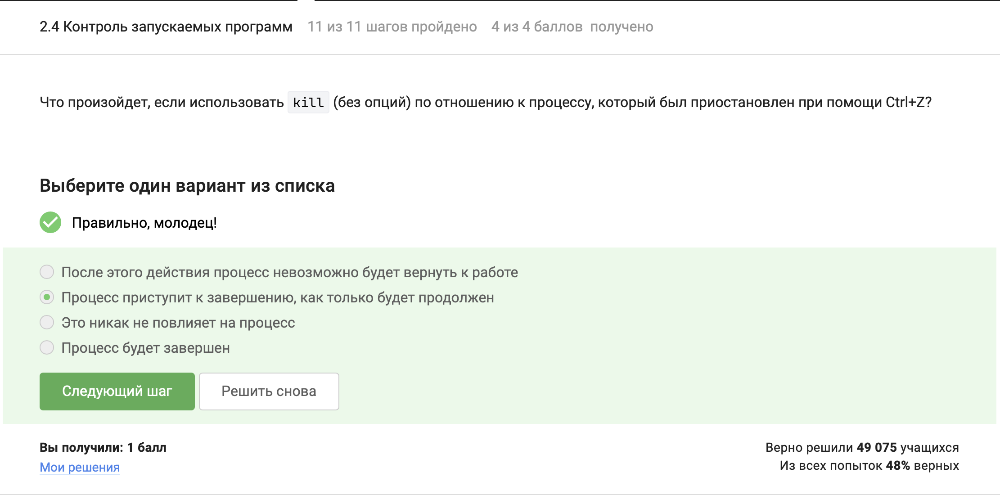 2.4 Контроль запускаемых программ 11 из 11 шагов пройдено 4 из 4 баллов получено
Что произойдет, если использовать kill (без опций) по отношению к процессу, который был приостановлен при помощи Ctrl+Z?
Выберите один вариант из списка
Правильно, молодец!
После этого действия процесс невозможно будет вернуть к работе
Процесс приступит к завершению, как только будет продолжен
Это никак не повлияет на процесс
Процесс будет завершен
Следующий шаг Решить снова
Вы получили: 1 балл Верно решили 49 075 учащихся
Мои решения Из всех попыток 48% верных